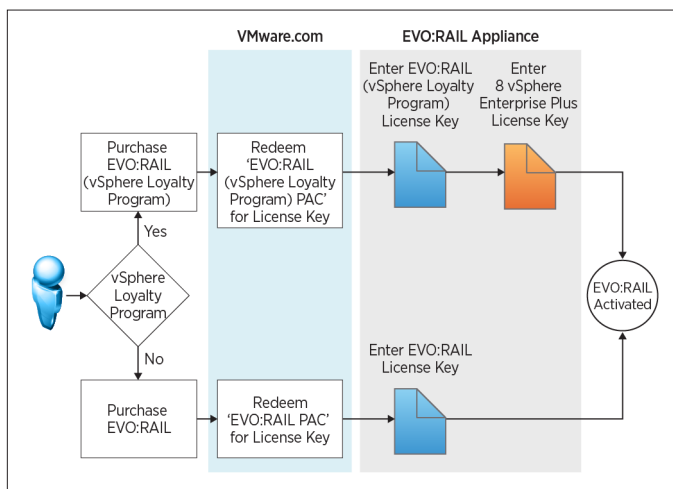 VMware.com
EVO:RAIL Appliance
Enter EVO:RAIL
(vSphere Loyalty
Program)
License Key
Enter
8 vSphere
Enterprise Plus
License Key
Purchase
EVO:RAIL
(vSphere Loyalty
Program)
Redeem
‘EVO:RAIL
(vSphere Loyalty
Program) PAC’
for License Key
Yes
vSphere
Loyalty
Program
EVO:RAIL
Activated
No
Enter EVO:RAIL
License Key
Purchase
EVO:RAIL
Redeem
‘EVO:RAIL PAC’
for License Key